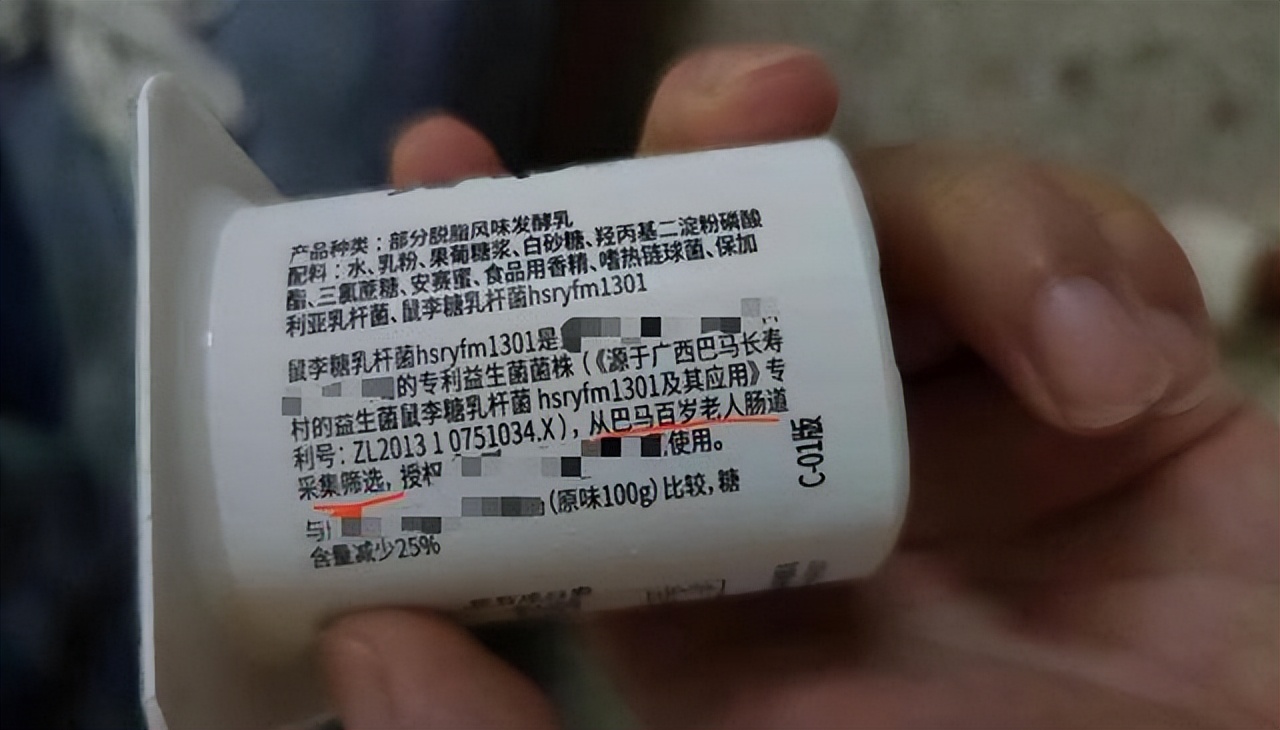 产品种类：部分脱脂风味发酵乳
配料：水、乳粉、果葡糖浆、白砂糖、羟丙基二淀粉磷酸
酯、三氯蔗糖、安赛蜜、食品用香精、嗜热链球菌、保加
利亚乳杆菌、鼠李糖乳杆菌hsryfm1301
鼠李糖乳杆菌hsryfm1301是
的专利益生菌菌株（《源于广西巴马长寿
村的益生菌鼠李糖乳杆菌 hsryfm1301及其应用》专
利号：ZL2013 1 0751034.X），从巴马百岁老人肠道
采集筛选，授权 使用。
与 (原味100g)比较，糖
含量减少25%
C-01版